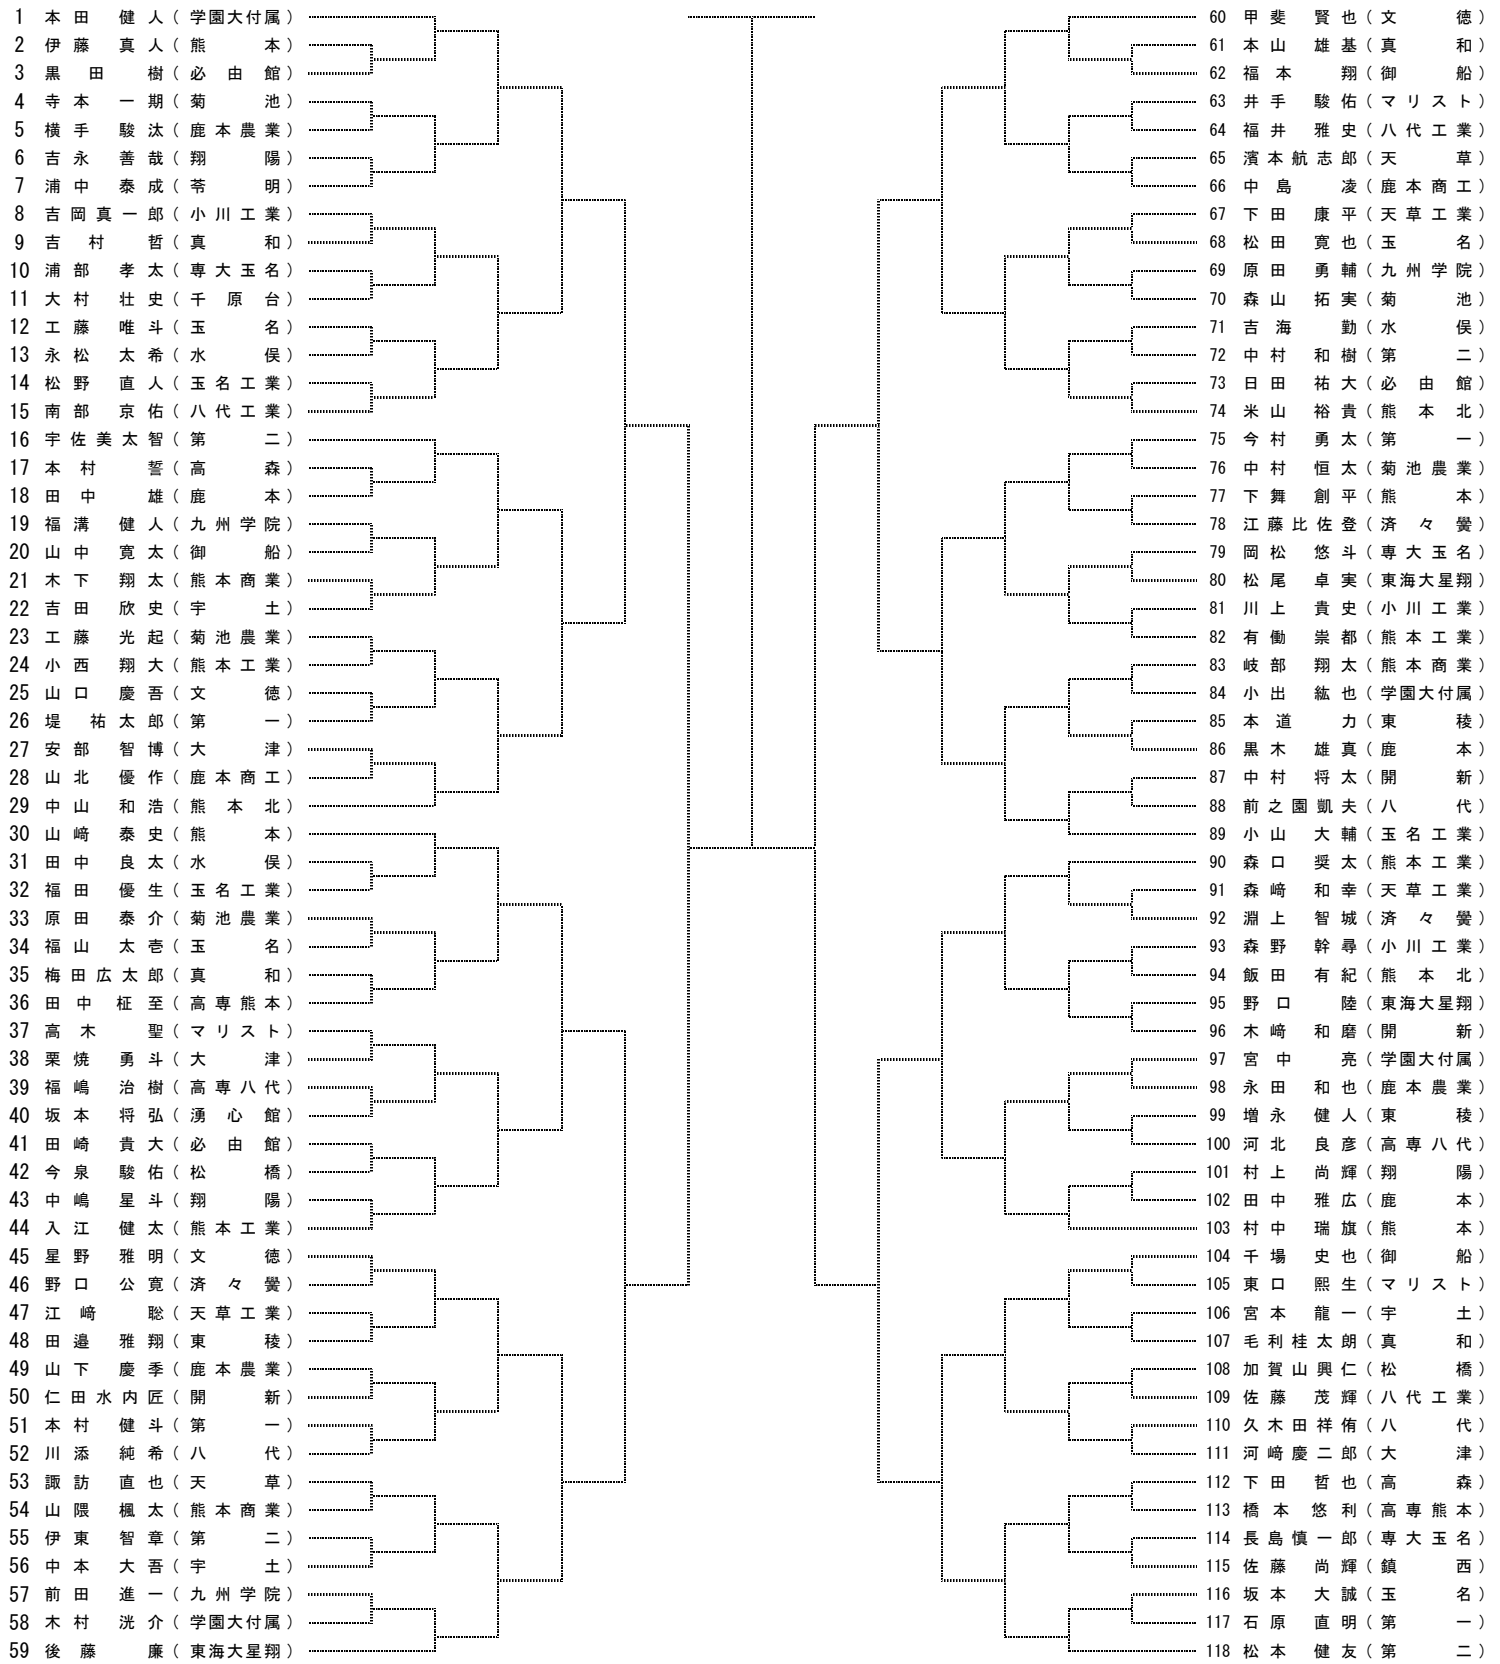 1 本田 健人(学園大付属)
2 伊藤 真人(熊本)
3 黒田 樹(必由館)
4 寺本 一期(菊池)
5 横手 駿汰(鹿本農業)
6 吉永 善哉(翔陽)
7 浦中 泰成(苓明)
8 吉岡真一郎(小川工業)
9 吉村 哲(真和)
10 浦部 孝太(専大玉名)
11 大村 壮史(千原台)
12 工藤 唯斗(玉名)
13 永松 太希(水俣)
14 松野 直人(玉名工業)
15 南部 京佑(八代工業)
16 宇佐美太智(第二)
17 本村 誓(高森)
18 田中 雄(鹿本)
19 福溝 健人(九州学院)
20 山中 寛太(御船)
21 木下 翔太(熊本商業)
22 吉田 欣史(宇土)
23 工藤 光起(菊池農業)
24 小西 翔大(熊本工業)
25 山口 慶吾(文徳)
26 堤 祐太郎(第一)
27 安部 智博(大津)
28 山北 優作(鹿本商工)
29 中山 和浩(熊本北)
30 山﨑 泰史(熊本)
31 田中 良太(水俣)
32 福田 優生(玉名工業)
33 原田 泰介(菊池農業)
34 福山 太壱(玉名)
35 梅田広太郎(真和)
36 田中 柾至(高専熊本)
37 高木 聖(マリスト)
38 栗焼 勇斗(大津)
39 福嶋 治樹(高専八代)
40 坂本 将弘(湧心館)
41 田崎 貴大(必由館)
42 今泉 駿佑(松橋)
43 中嶋 星斗(翔陽)
44 入江 健太(熊本工業)
45 星野 雅明(文徳)
46 野口 公寛(済々黌)
47 江﨑 聡(天草工業)
48 田邉 雅翔(東稜)
49 山下 慶季(鹿本農業)
50 仁田水内匠(開新)
51 本村 健斗(第一)
52 川添 純希(八代)
53 諏訪 直也(天草)
54 山隈 楓太(熊本商業)
55 伊東 智章(第二)
56 中本 大吾(宇土)
57 前田 進一(九州学院)
58 木村 洸介(学園大付属)
59 後藤 廉(東海大星翔)
60 甲斐 賢也(文徳)
61 本山 雄基(真和)
62 福本 翔(御船)
63 井手 駿佑(マリスト)
64 福井 雅史(八代工業)
65 濱本航志郎(天草)
66 中島 凌(鹿本商工)
67 下田 康平(天草工業)
68 松田 寛也(玉名)
69 原田 勇輔(九州学院)
70 森山 拓実(菊池)
71 吉海 勤(水俣)
72 中村 和樹(第二)
73 日田 祐大(必由館)
74 米山 裕貴(熊本北)
75 今村 勇太(第一)
76 中村 恒太(菊池農業)
77 下舞 創平(熊本)
78 江藤比佐登(済々黌)
79 岡松 悠斗(専大玉名)
80 松尾 卓実(東海大星翔)
81 川上 貴史(小川工業)
82 有働 崇都(熊本工業)
83 岐部 翔太(熊本商業)
84 小出 紘也(学園大付属)
85 本道 力(東稜)
86 黒木 雄真(鹿本)
87 中村 将太(開新)
88 前之園凱夫(八代)
89 小山 大輔(玉名工業)
90 森口 奨太(熊本工業)
91 森﨑 和幸(天草工業)
92 淵上 智城(済々黌)
93 森野 幹尋(小川工業)
94 飯田 有紀(熊本北)
95 野口 陸(東海大星翔)
96 木﨑 和磨(開新)
97 宮中 亮(学園大付属)
98 永田 和也(鹿本農業)
99 増永 健人(東稜)
100 河北 良彦(高専八代)
101 村上 尚輝(翔陽)
102 田中 雅広(鹿本)
103 村中 瑞旗(熊本)
104 千場 史也(御船)
105 東口 熙生(マリスト)
106 宮本 龍一(宇土)
107 毛利桂太朗(真和)
108 加賀山興仁(松橋)
109 佐藤 茂輝(八代工業)
110 久木田祥侑(八代)
111 河﨑慶二郎(大津)
112 下田 哲也(高森)
113 橋本 悠利(高専熊本)
114 長島慎一郎(専大玉名)
115 佐藤 尚輝(鎮西)
116 坂本 大誠(玉名)
117 石原 直明(第一)
118 松本 健友(第二)